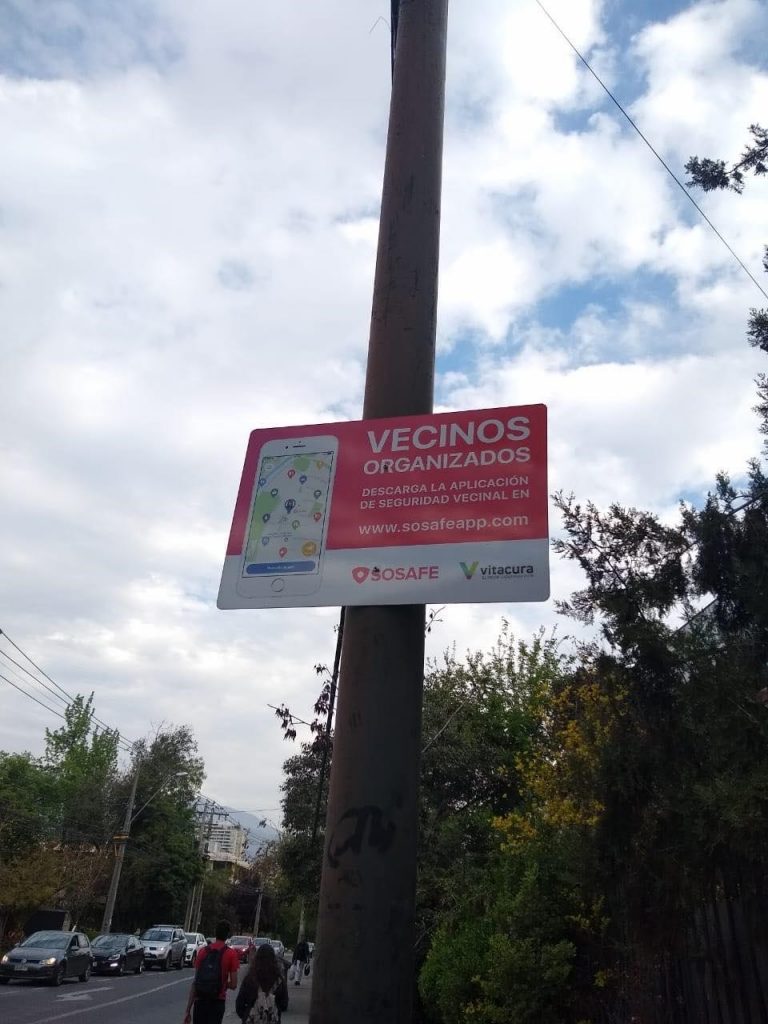 VECINOS
ORGANIZADOS
DESCARGA LA APLICACIÓN
DE SEGURIDAD VECINAL EN
www.sosafeapp.com
SOSAFE
vitacura